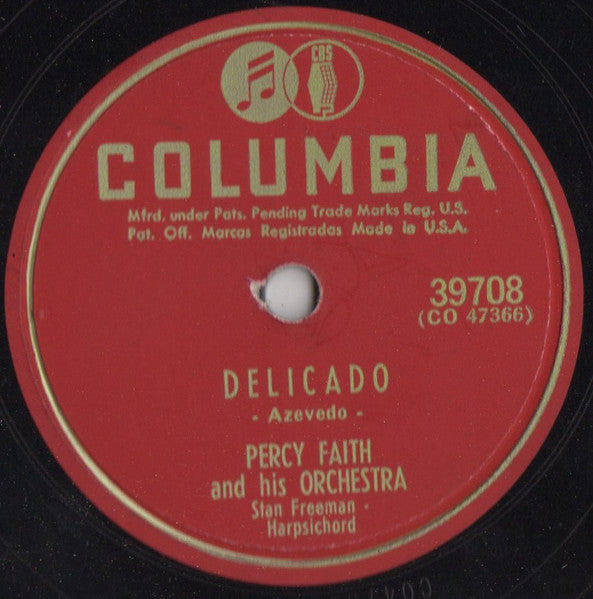 CBS
COLUMBIA
Mfrd. under Pats. Pending Trade Marks Reg. U.S.
Pat. Off. Marcas Registradas Made in U.S.A.
39708
(CO 47366)
DELICADO
- Azevedo -
PERCY FAITH
and his ORCHESTRA
Stan Freeman -
Harpsichord